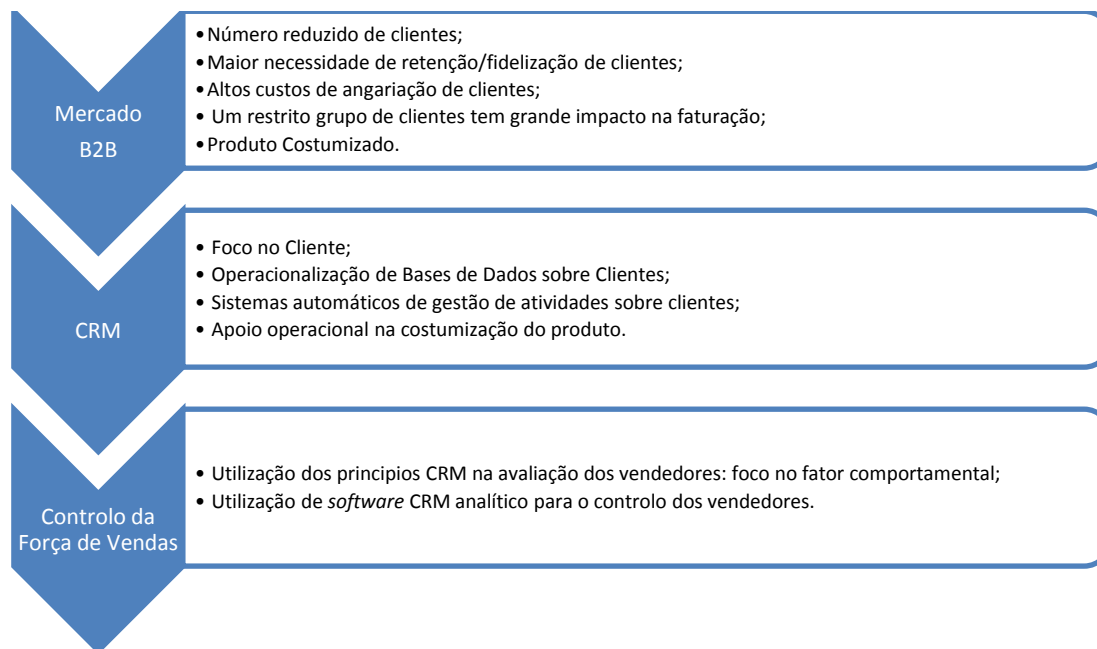 Mercado
B2B
•Número reduzido de clientes;
•Maior necessidade de retenção/fidelização de clientes;
•Altos custos de angariação de clientes;
• Um restrito grupo de clientes tem grande impacto na faturação;
•Produto Costumizado.
CRM
• Foco no Cliente;
• Operacionalização de Bases de Dados sobre Clientes;
• Sistemas automáticos de gestão de atividades sobre clientes;
• Apoio operacional na costumização do produto.
Controlo da
Força de Vendas
• Utilização dos principios CRM na avaliação dos vendedores: foco no fator comportamental;
• Utilização de software CRM analítico para o controlo dos vendedores.